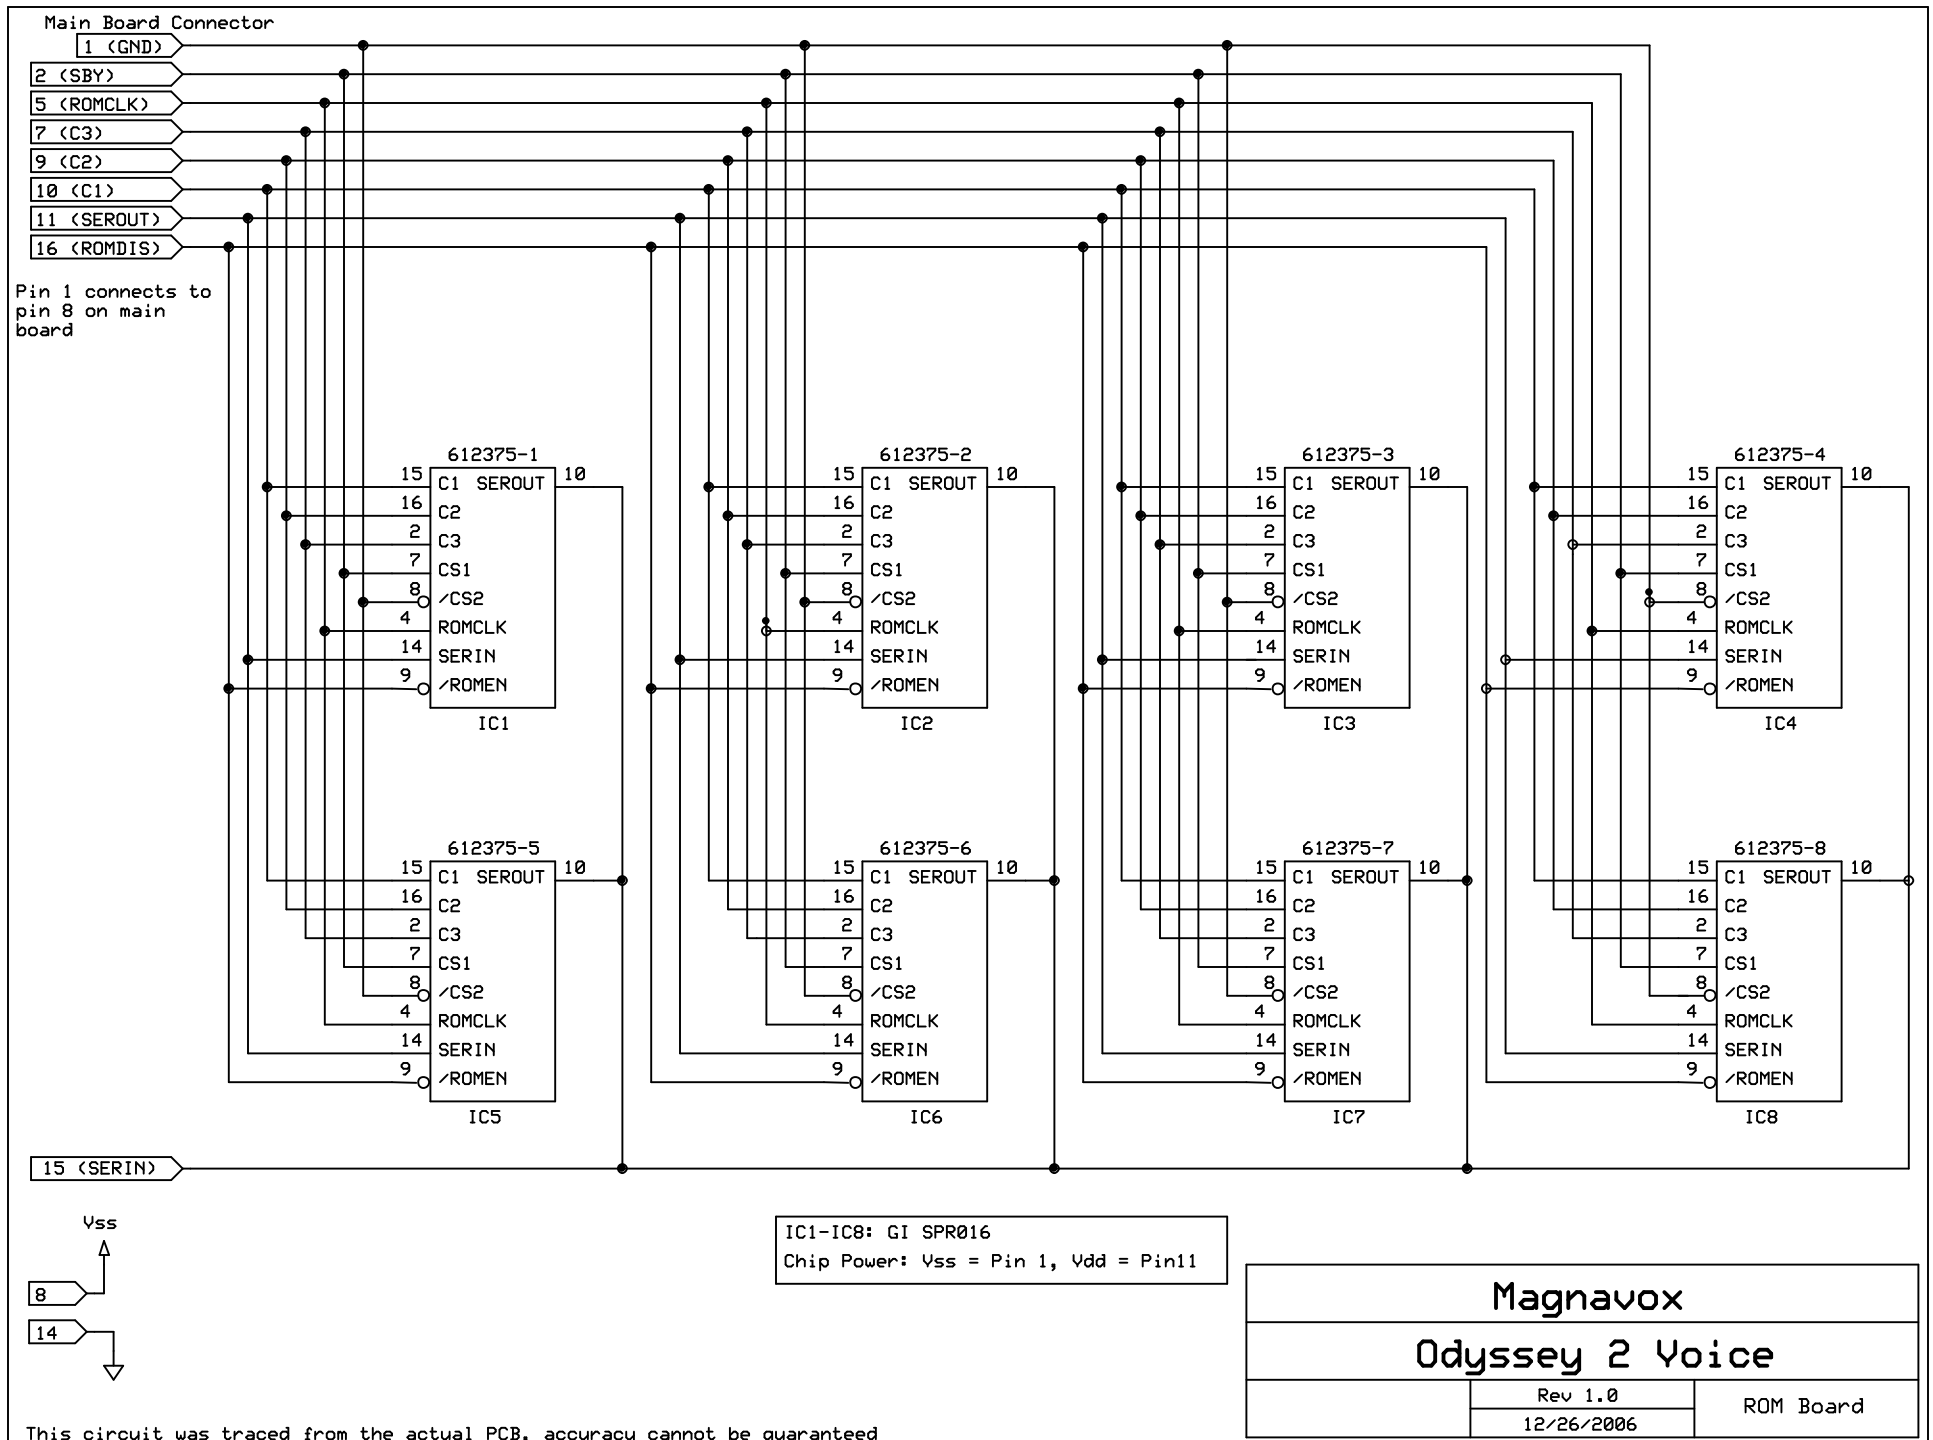 Main Board Connector
1 (GND)
2 (SBY)
5 (ROMCLK)
7 (C3)
9 (C2)
10 (C1)
11 (SEROUT)
16 (ROMDIS)
Pin 1 connects to
pin 8 on main
board
612375-1
15 C1 SEROUT 10
16 C2
2 C3
7 CS1
8 /CS2
4 ROMCLK
14 SERIN
9 /ROMEN
IC1
612375-2
15 C1 SEROUT 10
16 C2
2 C3
7 CS1
8 /CS2
4 ROMCLK
14 SERIN
9 /ROMEN
IC2
612375-3
15 C1 SEROUT 10
16 C2
2 C3
7 CS1
8 /CS2
4 ROMCLK
14 SERIN
9 /ROMEN
IC3
612375-4
15 C1 SEROUT 10
16 C2
2 C3
7 CS1
8 /CS2
4 ROMCLK
14 SERIN
9 /ROMEN
IC4
612375-5
15 C1 SEROUT 10
16 C2
2 C3
7 CS1
8 /CS2
4 ROMCLK
14 SERIN
9 /ROMEN
IC5
612375-6
15 C1 SEROUT 10
16 C2
2 C3
7 CS1
8 /CS2
4 ROMCLK
14 SERIN
9 /ROMEN
IC6
612375-7
15 C1 SEROUT 10
16 C2
2 C3
7 CS1
8 /CS2
4 ROMCLK
14 SERIN
9 /ROMEN
IC7
612375-8
15 C1 SEROUT 10
16 C2
2 C3
7 CS1
8 /CS2
4 ROMCLK
14 SERIN
9 /ROMEN
IC8
15 (SERIN)
Vss
8
14
IC1-IC8: GI SPR016
Chip Power: Vss = Pin 1, Vdd = Pin11
Magnavox
Odyssey 2 Voice
Rev 1.0
12/26/2006
ROM Board
This circuit was traced from the actual PCB, accuracy cannot be guaranteed